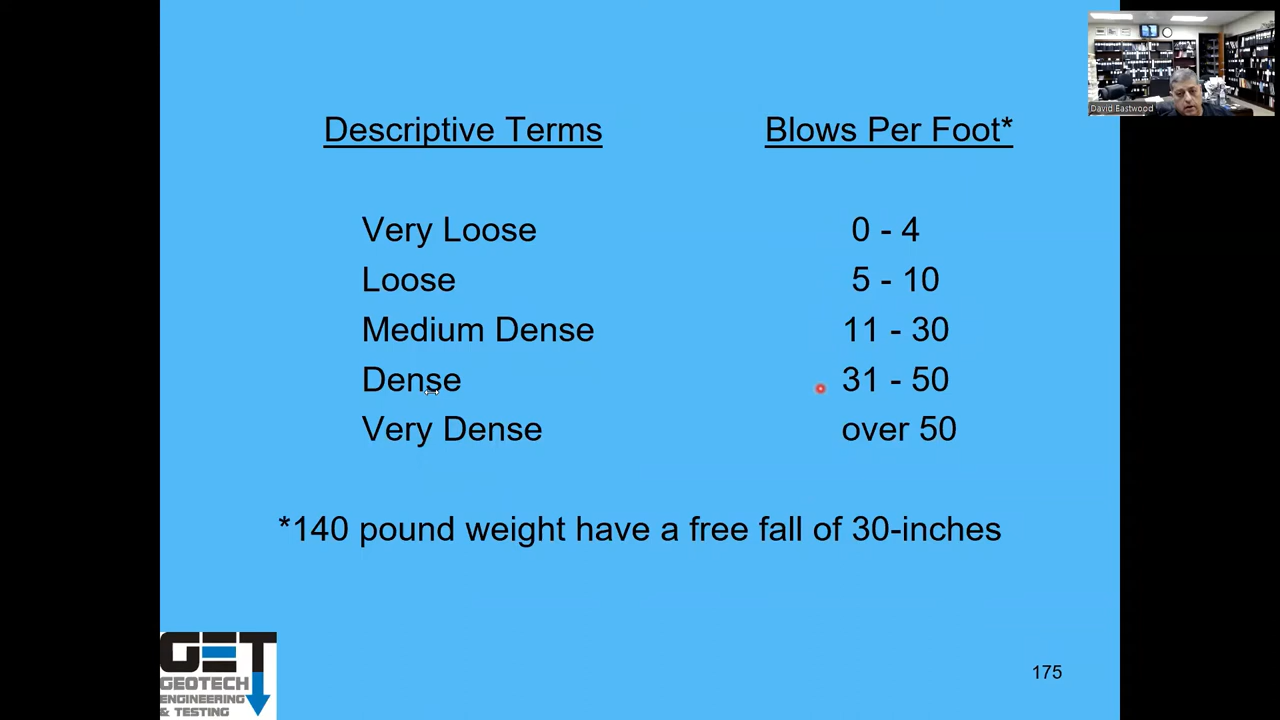 David Eastwood
Descriptive Terms Blows Per Foot*
Very Loose 0 - 4
Loose 5 - 10
Medium Dense 11 - 30
Dense 31 - 50
Very Dense over 50
*140 pound weight have a free fall of 30-inches
GET
GEOTECH
ENGINEERING
& TESTING
175